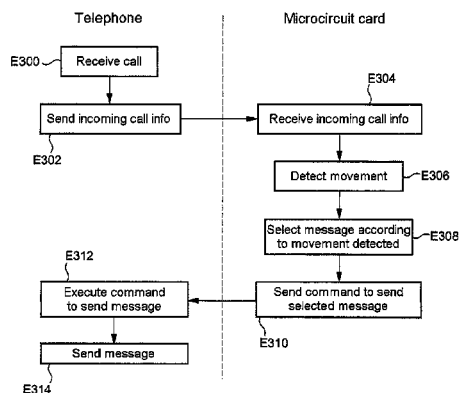 Telephone
Microcircuit card
E300
Receive call
E304
Send incoming call info
Receive incoming call info
E302
Detect movement
E306
Select message according
to movement detected
E308
E312
Execute command
to send message
Send command to send
selected message
E310
Send message
E314